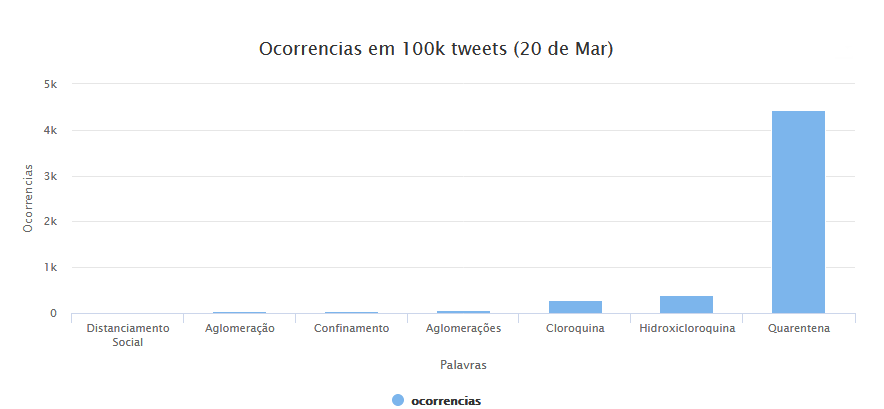 Ocorrencias em 100k tweets (20 de Mar)
5k
4k
3k
2k
1k
0
Ocorrencias
Distanciamento
Social
Aglomeração
Confinamento
Aglomerações
Cloroquina
Hidroxicloroquina
Quarentena
Palavras
ocorrencias